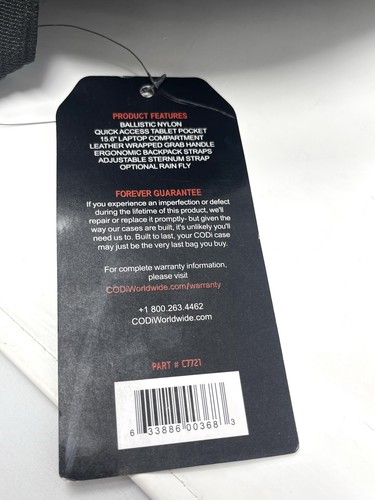 PRODUCT FEATURES
BALLISTIC NYLON
QUICK ACCESS TABLET POCKET
15.6" LAPTOP COMPARTMENT
LEATHER WRAPPED GRAB HANDLE
ERGONOMIC BACKPACK STRAPS
ADJUSTABLE STERNUM STRAP
OPTIONAL RAIN FLY
FOREVER GUARANTEE
If you experience an imperfection or defect
during the lifetime of this product, we'll
repair or replace it promptly- but given the
way our cases are built, it's unlikely you'll
need us to. Built to last, your CODi case
may just be the very last bag you buy.
For complete warranty information,
please visit
CODiWorldwide.com/warranty
+1 800.263.4462
CODiWorldwide.com
PART # C7721
6 33886 00368 3